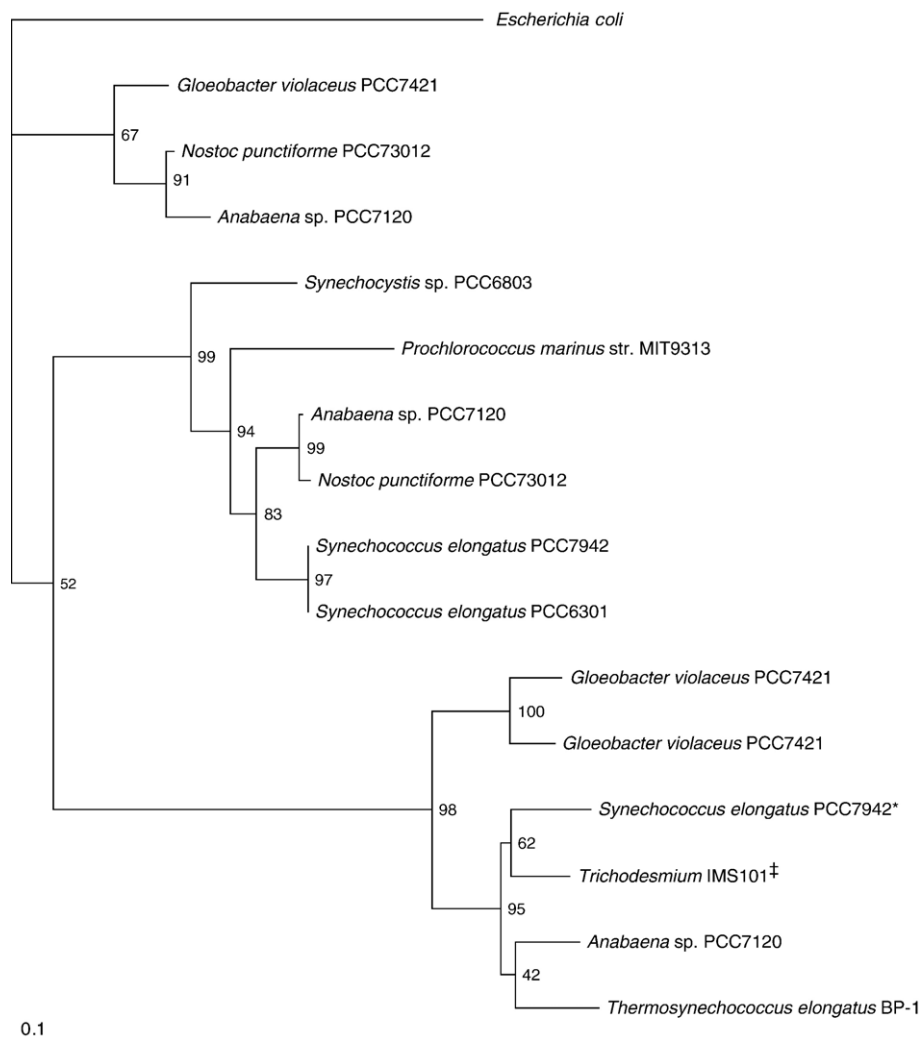 Escherichia coli
Gloeobacter violaceus PCC7421
67
Nostoc punctiforme PCC73012
91
Anabaena sp. PCC7120
Synechocystis sp. PCC6803
99
Prochlorococcus marinus str. MIT9313
94
Anabaena sp. PCC7120
99
Nostoc punctiforme PCC73012
83
Synechococcus elongatus PCC7942
97
52
Synechococcus elongatus PCC6301
Gloeobacter violaceus PCC7421
100
Gloeobacter violaceus PCC7421
98
Synechococcus elongatus PCC7942*
62
Trichodesmium IMS101‡
95
Anabaena sp. PCC7120
42
Thermosynechococcus elongatus BP-1
0.1